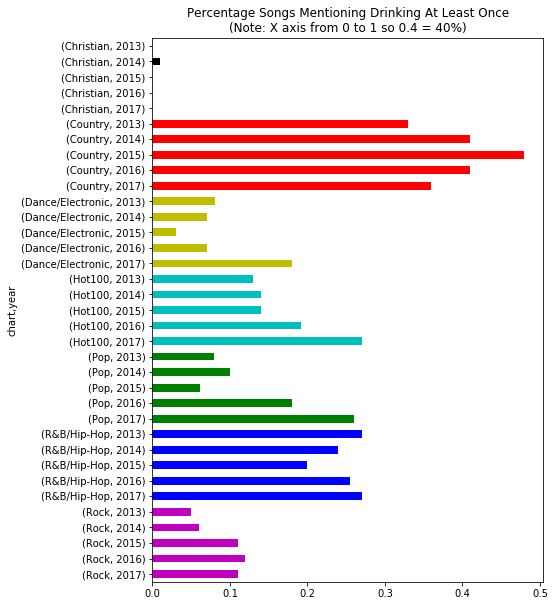 Percentage Songs Mentioning Drinking At Least Once
(Note: X axis from 0 to 1 so 0.4 = 40%)
(Christian, 2013)
(Christian, 2014)
(Christian, 2015)
(Christian, 2016)
(Christian, 2017)
(Country, 2013)
(Country, 2014)
(Country, 2015)
(Country, 2016)
(Country, 2017)
(Dance/Electronic, 2013)
(Dance/Electronic, 2014)
(Dance/Electronic, 2015)
(Dance/Electronic, 2016)
(Dance/Electronic, 2017)
(Hot100, 2013)
(Hot100, 2014)
(Hot100, 2015)
(Hot100, 2016)
(Hot100, 2017)
(Pop, 2013)
(Pop, 2014)
(Pop, 2015)
(Pop, 2016)
(Pop, 2017)
(R&B/Hip-Hop, 2013)
(R&B/Hip-Hop, 2014)
(R&B/Hip-Hop, 2015)
(R&B/Hip-Hop, 2016)
(R&B/Hip-Hop, 2017)
(Rock, 2013)
(Rock, 2014)
(Rock, 2015)
(Rock, 2016)
(Rock, 2017)
chart,year
0.0 0.1 0.2 0.3 0.4 0.5